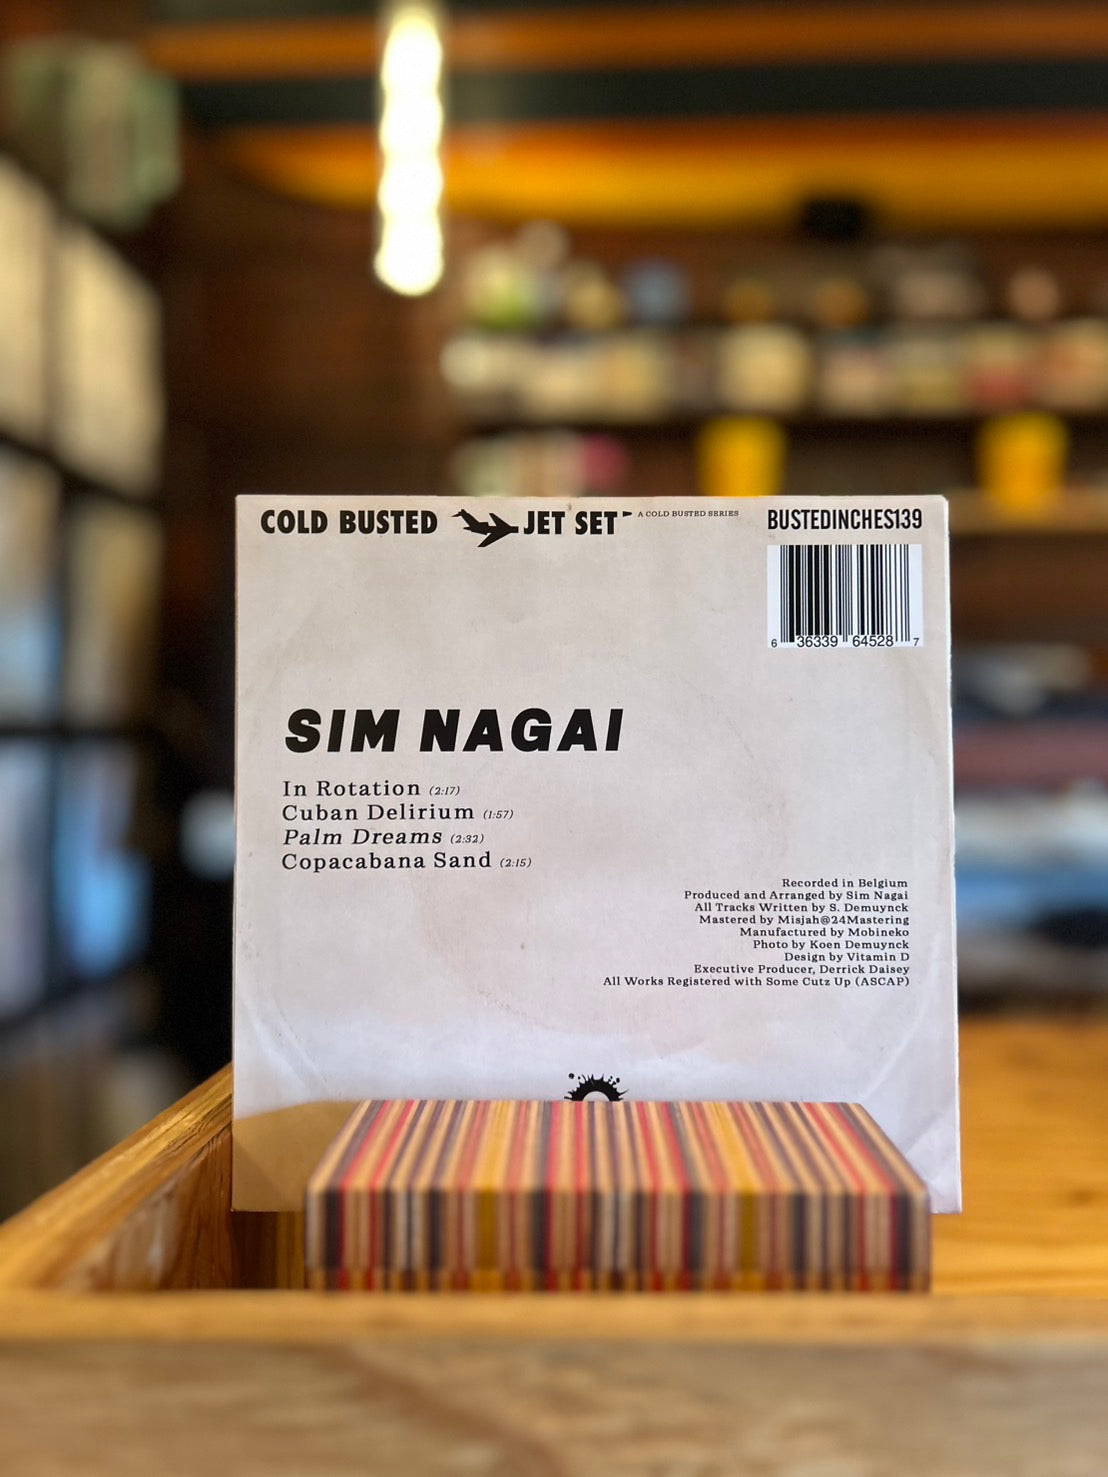 COLD BUSTED JET SET A COLD BUSTED SERIES BUSTEDINCHES139
6 36339 64528 7
SIM NAGAI
In Rotation (2:17)
Cuban Delirium (1:57)
Palm Dreams (2:32)
Copacabana Sand (2:15)
Recorded in Belgium
Produced and Arranged by Sim Nagai
All Tracks Written by S. Demuynck
Mastered by Misjah@24Mastering
Manufactured by Mobineko
Photo by Koen Demuynck
Design by Vitamin D
Executive Producer, Derrick Daisey
All Works Registered with Some Cutz Up (ASCAP)